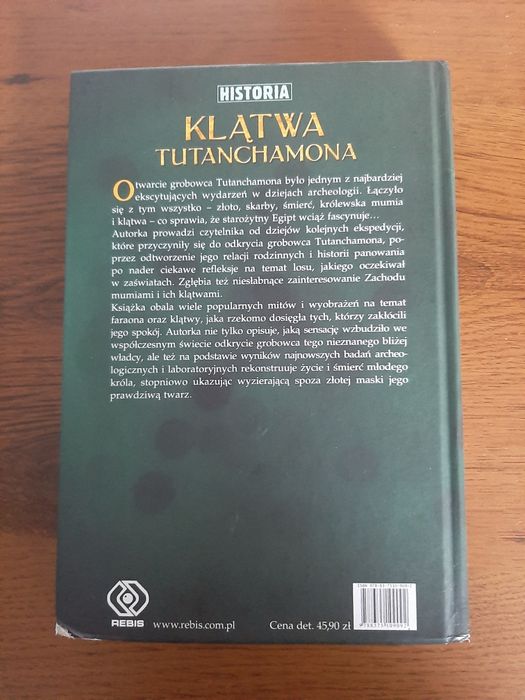 HISTORIA
KLĄTWA
TUTANCHAMONA
Otwarcie grobowca Tutanchamona było jednym z najbardziej
ekscytujących wydarzeń w dziejach archeologii. Łączyło
się z tym wszystko – złoto, skarby, śmierć, królewska mumia
i klątwa – co sprawia, że starożytny Egipt wciąż fascynuje...
Autorka prowadzi czytelnika od dziejów kolejnych ekspedycji,
które przyczyniły się do odkrycia grobowca Tutanchamona, po-
przez odtworzenie jego relacji rodzinnych i historii panowania
po nader ciekawe refleksje na temat losu, jakiego oczekiwał
w zaświatach. Zgłębia też niesłabnące zainteresowanie Zachodu
mumiami i ich klątwami.
Książka obala wiele popularnych mitów i wyobrażeń na temat
faraona oraz klątwy, jaka rzekomo dosięgła tych, którzy zakłócili
jego spokój. Autorka nie tylko opisuje, jaką sensację wzbudziło we
współczesnym świecie odkrycie grobowca tego nieznanego bliżej
władcy, ale też na podstawie wyników najnowszych badań archeo-
logicznych i laboratoryjnych rekonstruuje życie i śmierć młodego
króla, stopniowo ukazując wyzierającą spoza złotej maski jego
prawdziwą twarz.
REBIS
www.rebis.com.pl
Cena det. 45,90 zł